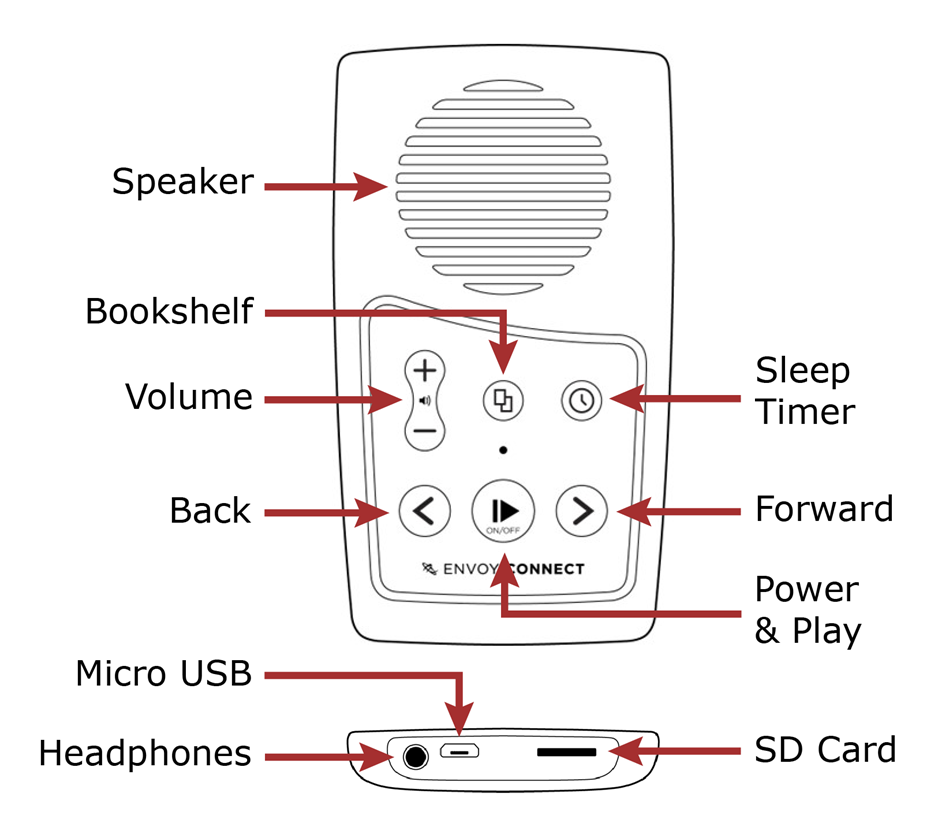 Speaker
Bookshelf
Volume
Sleep
Timer
Back
Forward
ON/OFF
ENVOY CONNECT
Power
& Play
Micro USB
Headphones
SD Card